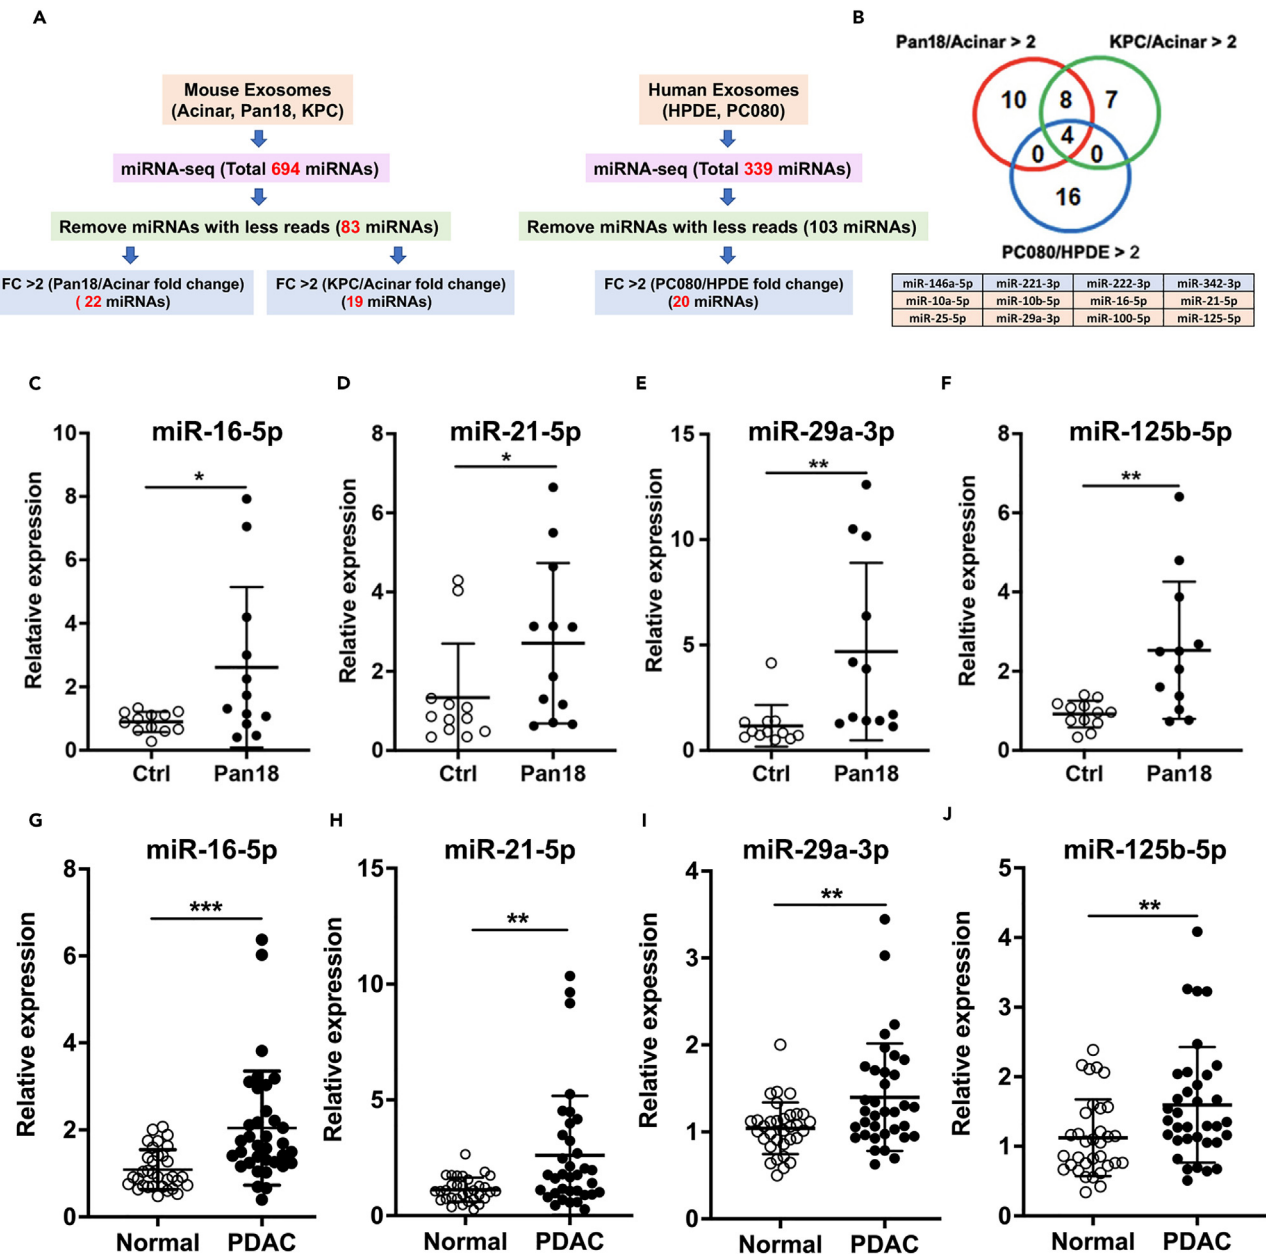 A
Mouse Exosomes
(Acinar, Pan18, KPC)
miRNA-seq (Total 694 miRNAs)
Remove miRNAs with less reads (83 miRNAs)
FC >2 (Pan18/Acinar fold change)
( 22 miRNAs)
FC >2 (KPC/Acinar fold change)
(19 miRNAs)
Human Exosomes
(HPDE, PC080)
miRNA-seq (Total 339 miRNAs)
Remove miRNAs with less reads (103 miRNAs)
FC >2 (PC080/HPDE fold change)
(20 miRNAs)
B
Pan18/Acinar > 2
KPC/Acinar > 2
10 8 7
4
0 0
16
PC080/HPDE > 2
miR-146a-5p miR-221-3p miR-222-3p miR-342-3p
miR-10a-5p miR-10b-5p miR-16-5p miR-21-5p
miR-25-5p miR-29a-3p miR-100-5p miR-125-5p
C
miR-16-5p
Relataive expression
10
8
6
4
2
0
*
Ctrl Pan18
D
miR-21-5p
Relative expression
8
6
4
2
0
*
Ctrl Pan18
E
miR-29a-3p
Relative expression
15
10
5
0
**
Ctrl Pan18
F
miR-125b-5p
Relaltive expression
8
6
4
2
0
**
Ctrl Pan18
G
miR-16-5p
Relative expression
8
6
4
2
0
***
Normal PDAC
H
miR-21-5p
Relative expression
15
10
5
0
**
Normal PDAC
I
miR-29a-3p
Relative expession
4
3
2
1
0
**
Normal PDAC
J
miR-125b-5p
Relative expression
5
4
3
2
1
0
**
Normal PDAC